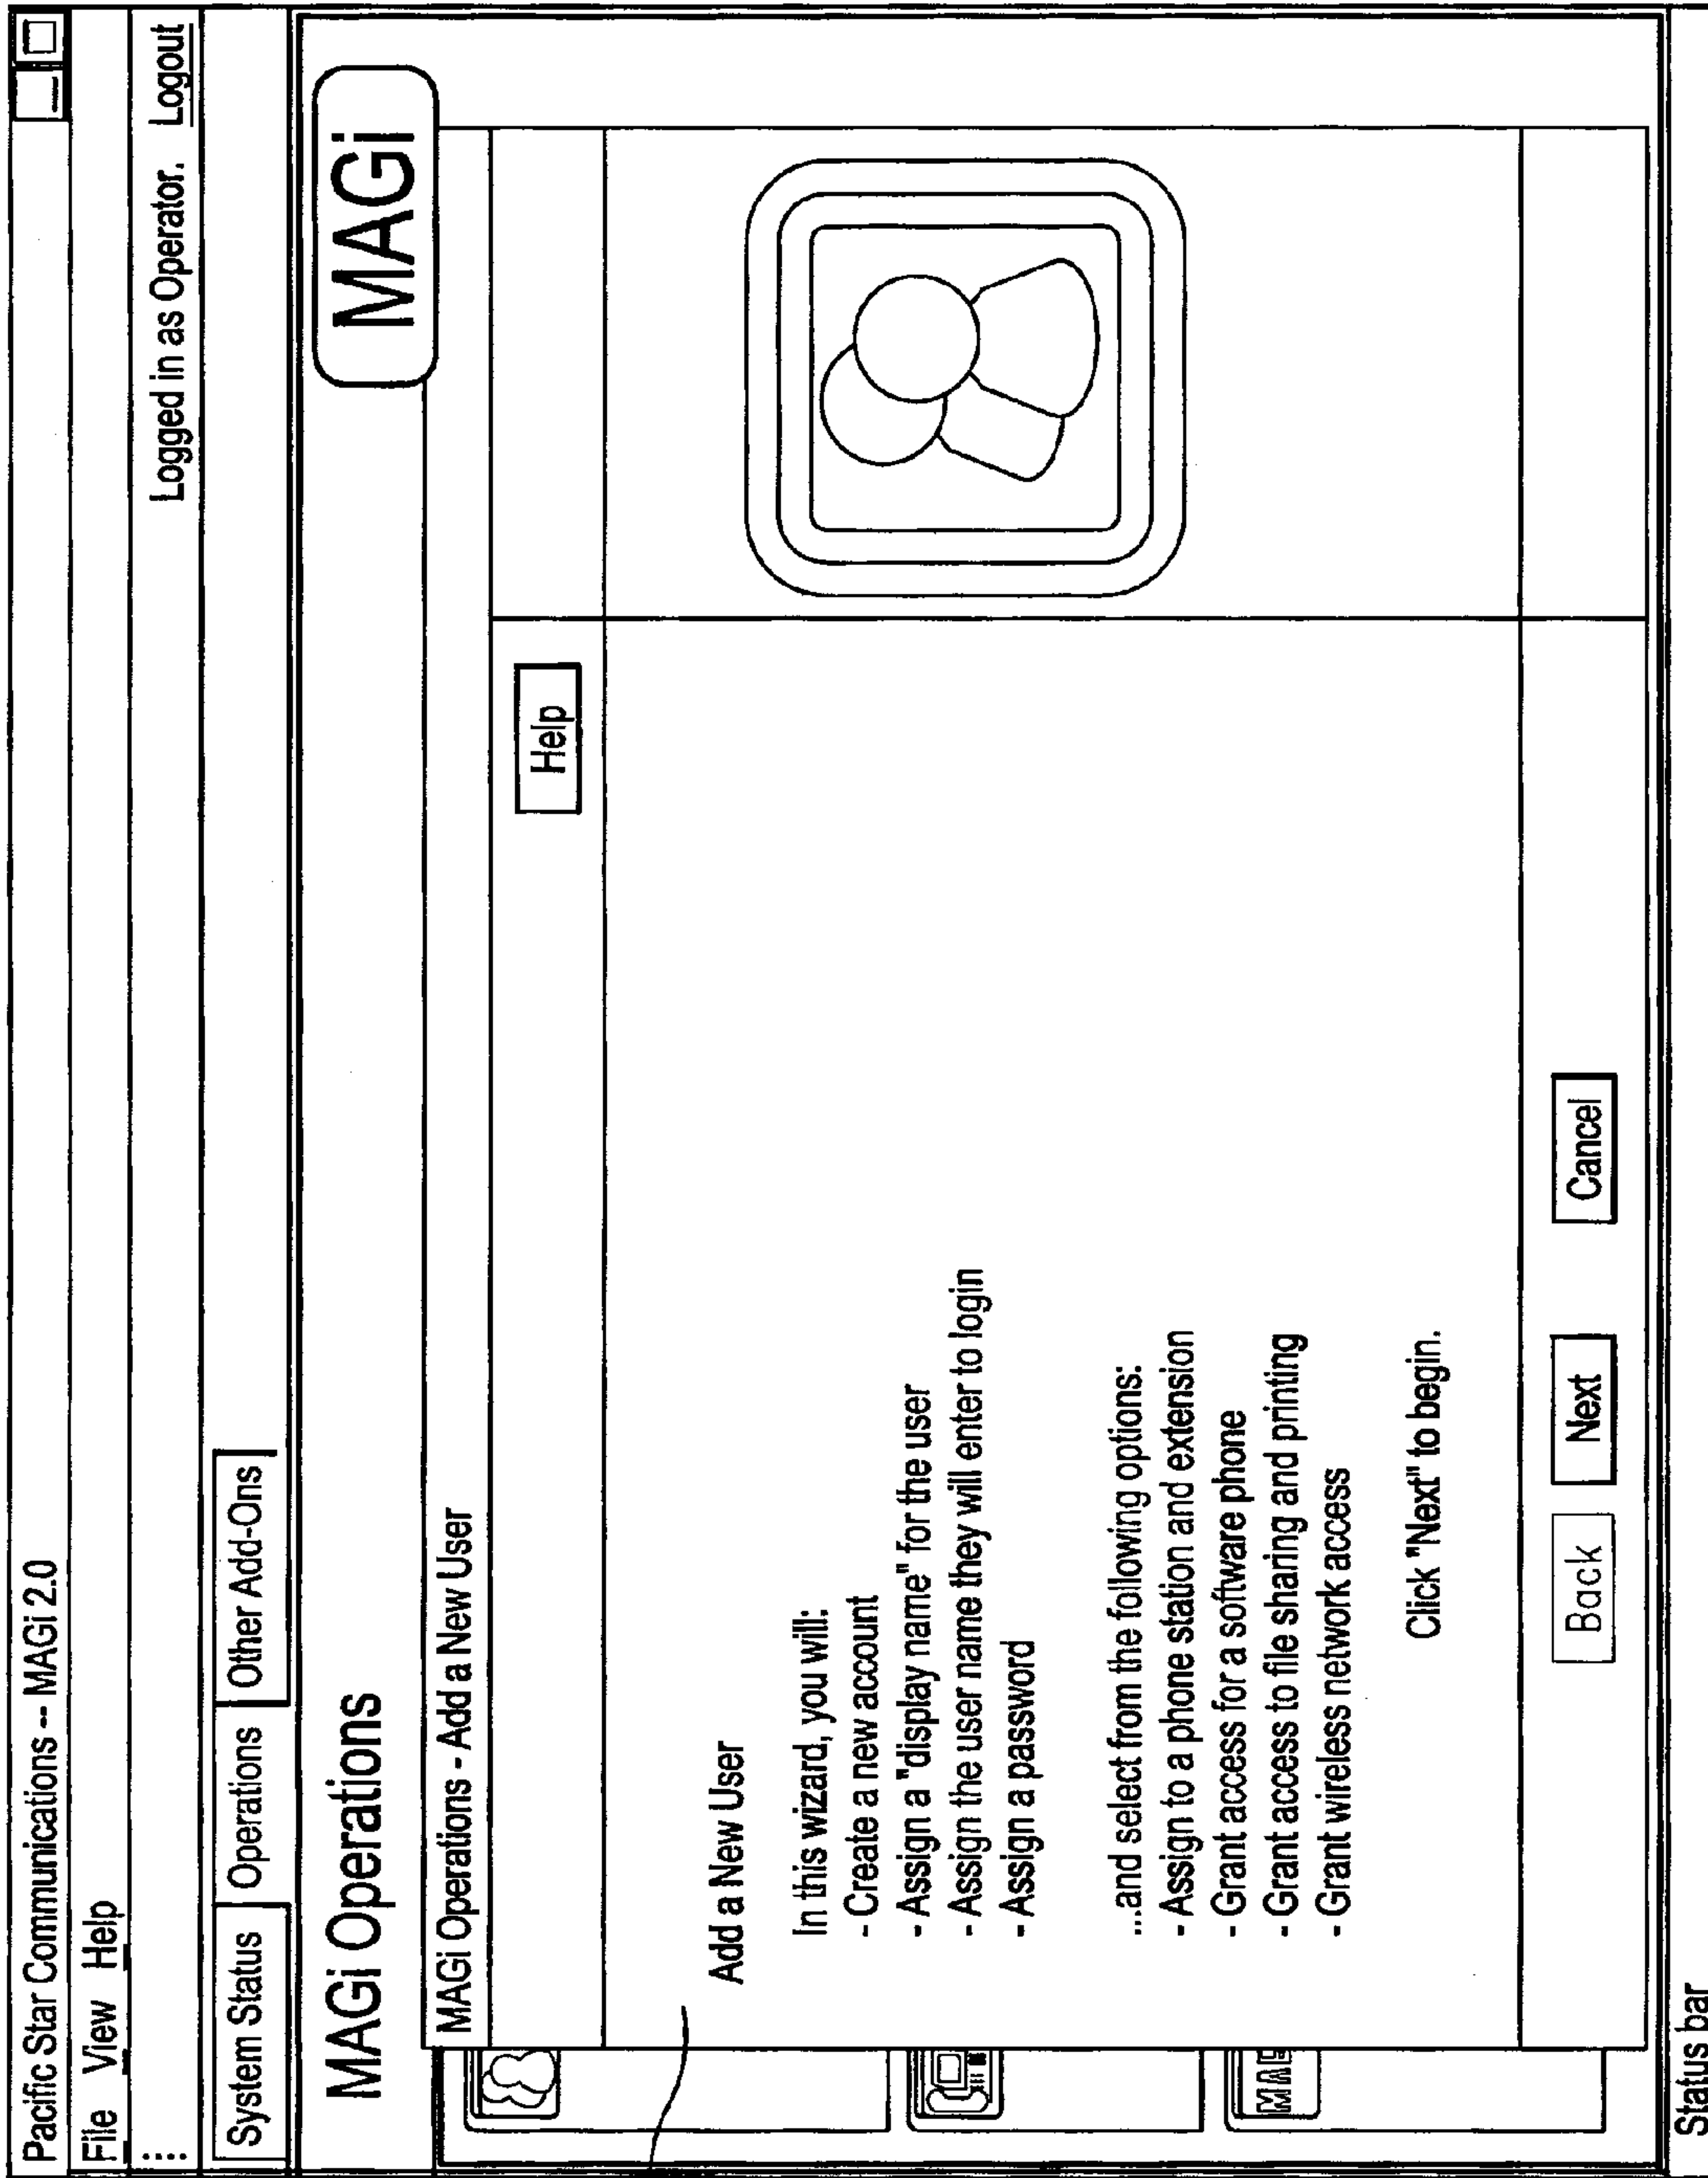 Pacific Star Communications -- MAGi 2.0
File View Help
Logged in as Operator. Logout
System Status Operations Other Add-Ons
MAGi Operations MAGi
MAGi Operations - Add a New User
Help
Add a New User
In this wizard, you will:
- Create a new account
- Assign a "display name" for the user
- Assign the user name they will enter to login
- Assign a password
...and select from the following options:
- Assign to a phone station and extension
- Grant access for a software phone
- Grant access to file sharing and printing
- Grant wireless network access
Click "Next" to begin.
Back Next Cancel
Status bar